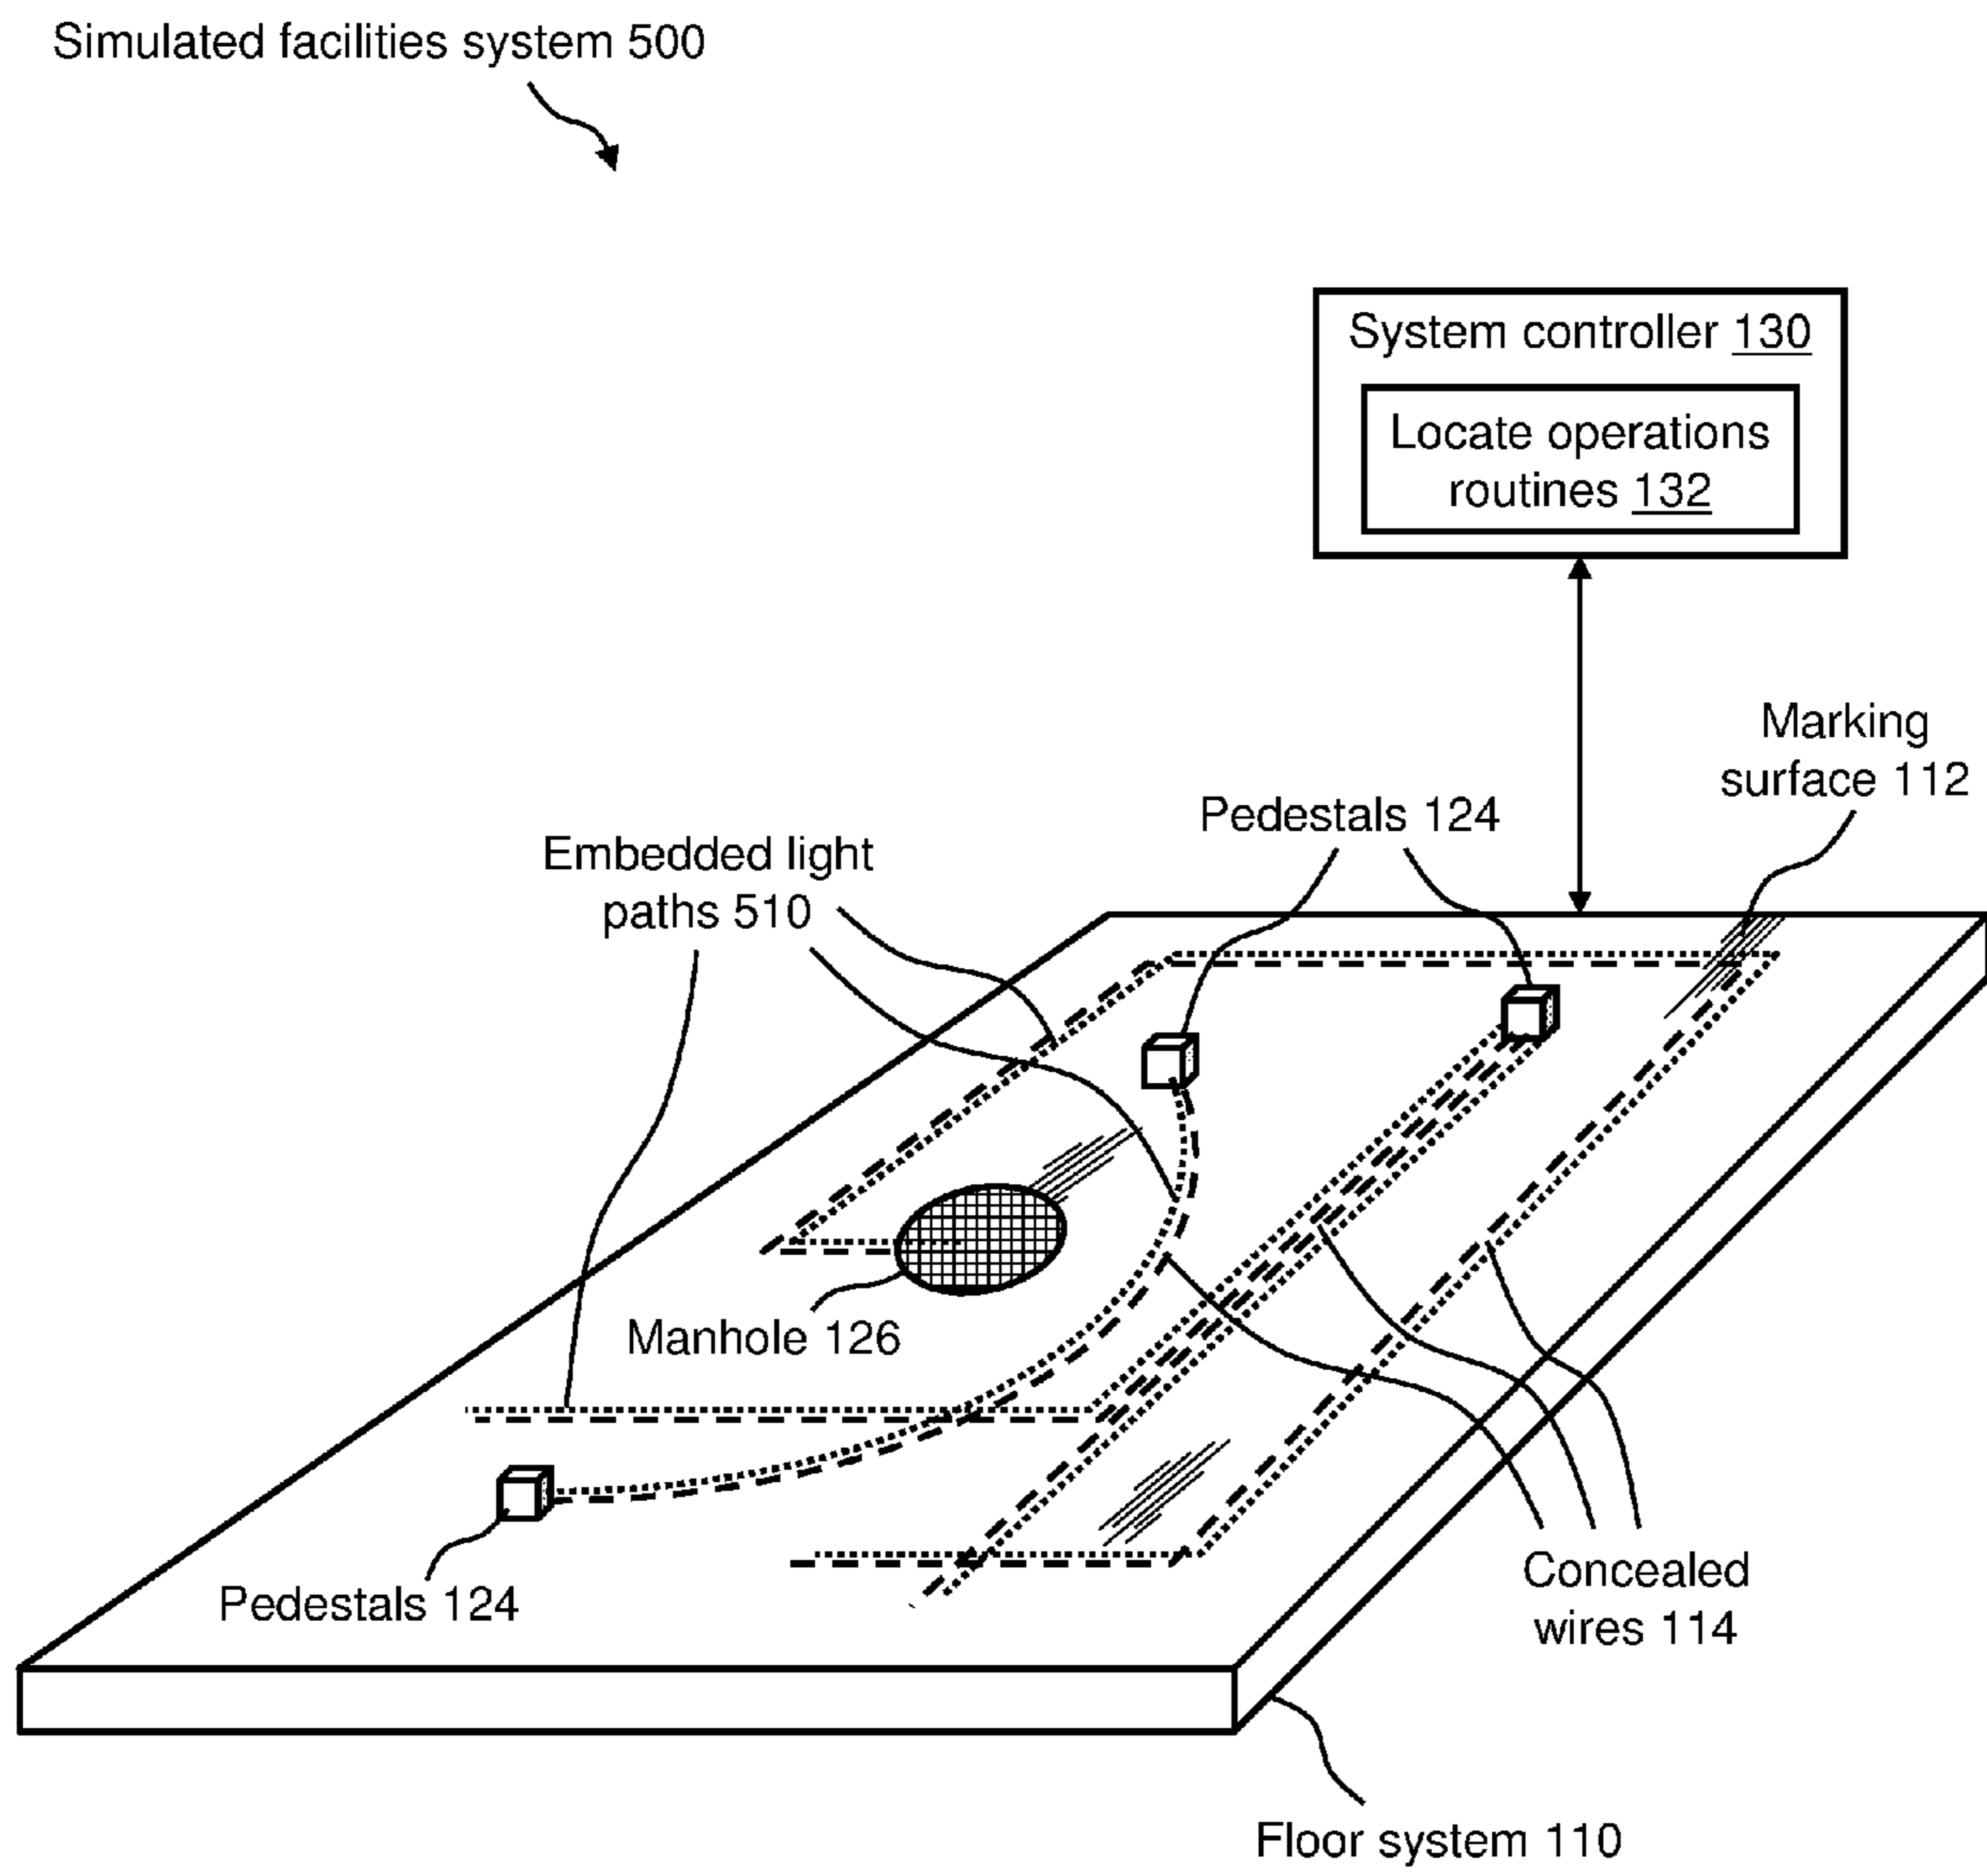 Simulated facilities system 500
System controller 130
Locate operations
routines 132
Marking
surface 112
Pedestals 124
Embedded light
paths 510
Manhole 126
Pedestals 124
Concealed
wires 114
Floor system 110